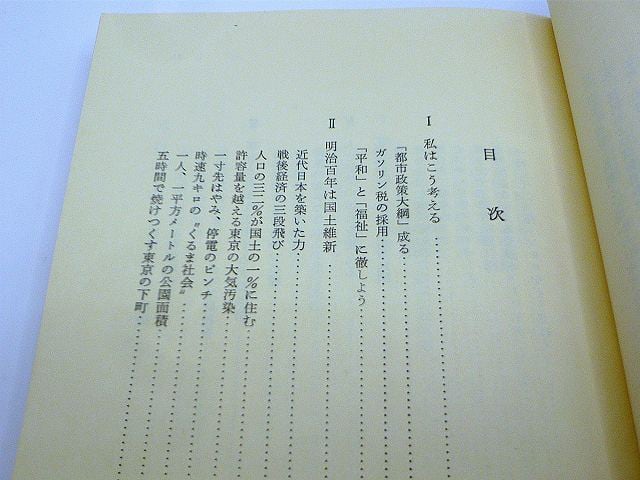 目次
I 私はこう考える
「都市政策大綱」成る
ガソリン税の採用
「平和」と「福祉」に徹しよう
II 明治百年は国土維新
近代日本を築いた力
戦後経済の三段飛び
人口の三二%が国土の一%に住む
許容量を越える東京の大気汚染
一寸先はやみ、停電のピンチ
時速九キロの〝くるま社会〟
一人、一平方メートルの公園面積
五時間で焼けつくす東京の下町